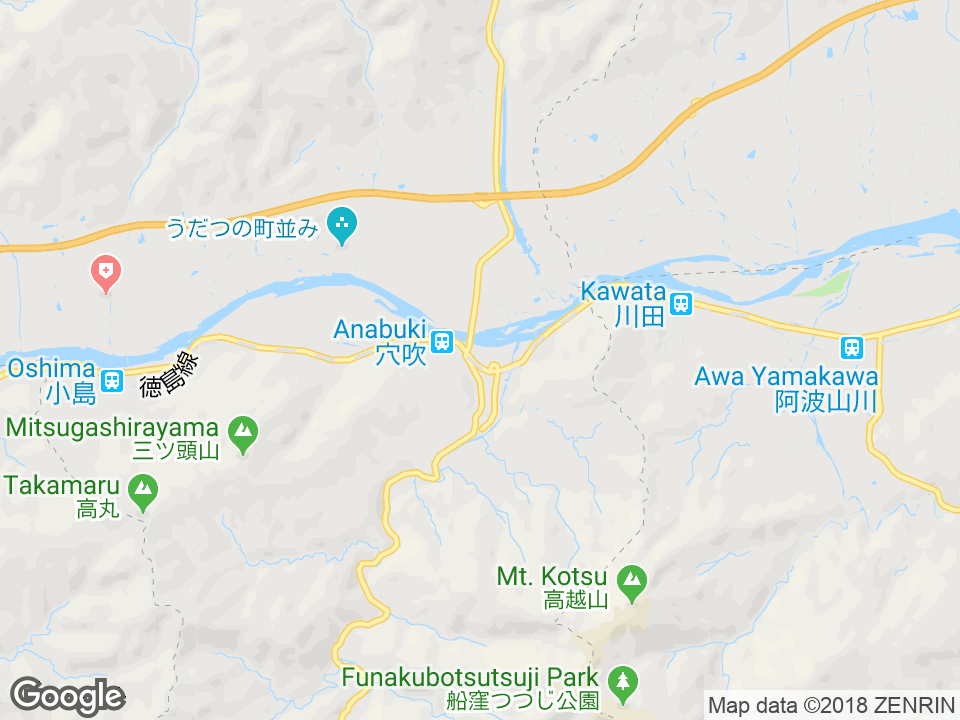 うだつの町並み
Kawata
川田
Anabuki
穴吹
Oshima
小島
徳島線
Awa Yamakawa
阿波山川
Mitsugashirayama
三ツ頭山
Takamaru
高丸
Mt. Kotsu
高越山
Funakubotsutsuji Park
船窪つつじ公園
Google
Map data ©2018 ZENRIN